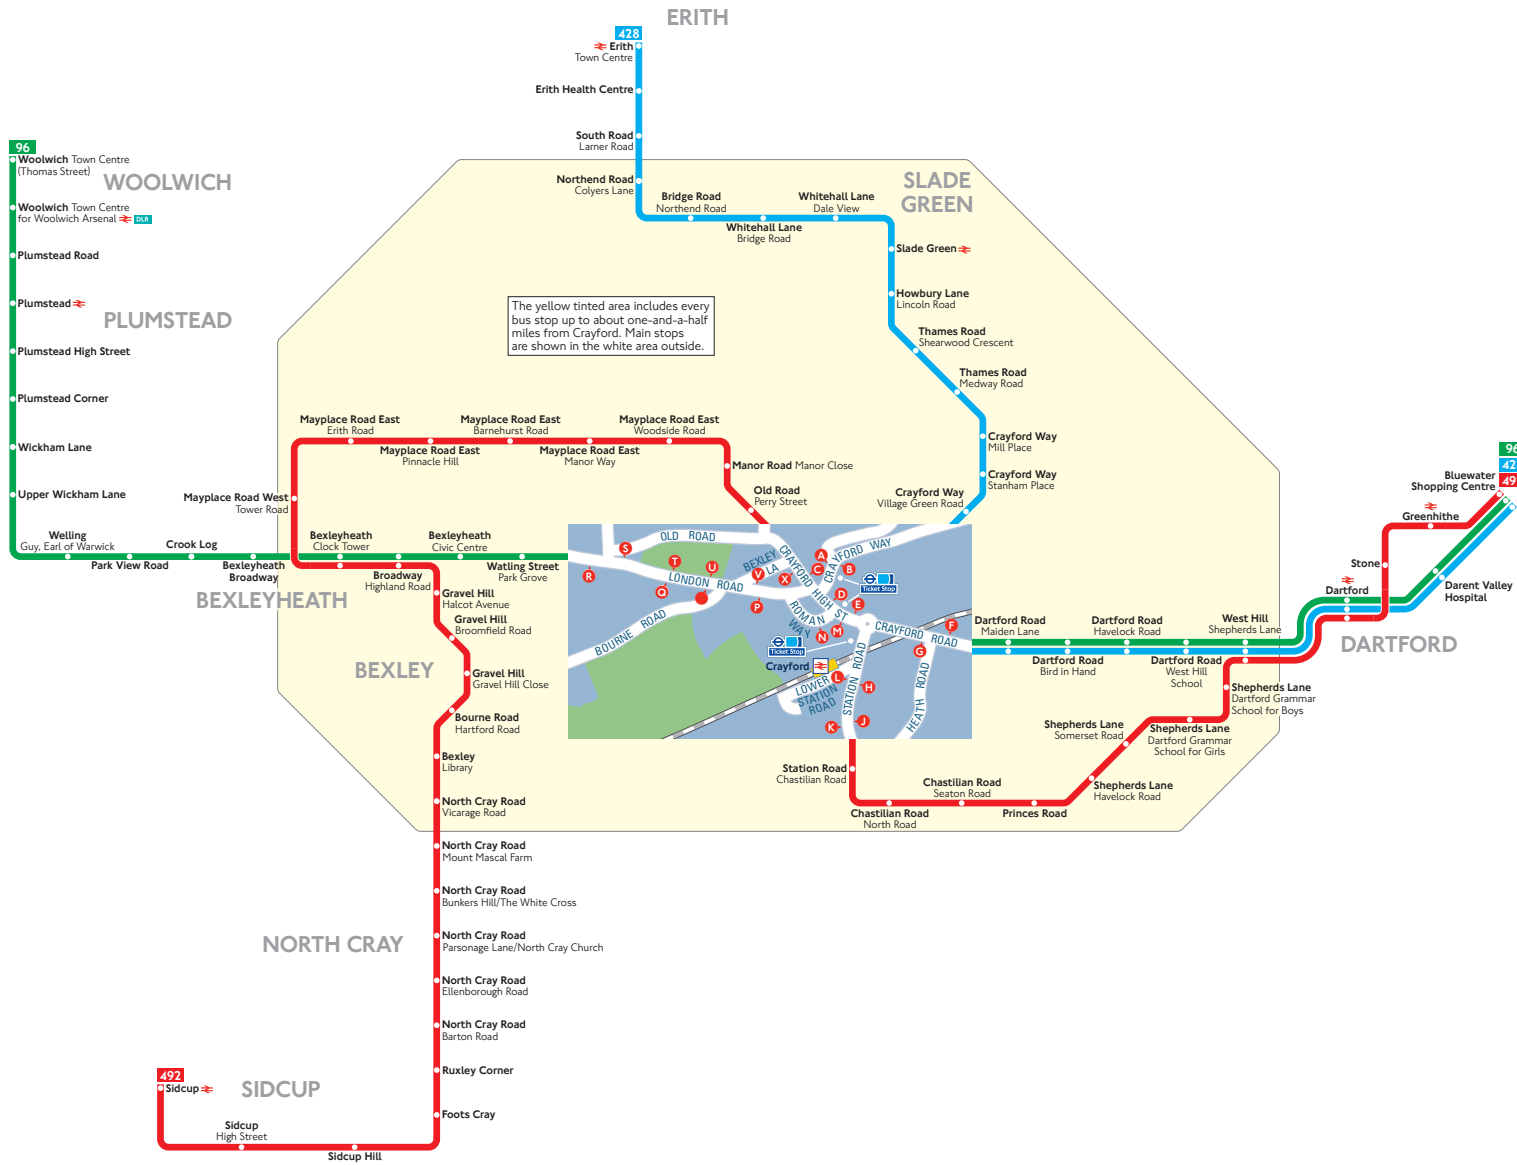 ERITH
428
Erith
Town Centre
Erith Health Centre
South Road
Larner Road
Northend Road
Colyers Lane
Bridge Road
Northend Road
Whitehall Lane
Bridge Road
Whitehall Lane
Dale View
SLADE
GREEN
Slade Green
Howbury Lane
Lincoln Road
Thames Road
Shearwood Crescent
Thames Road
Medway Road
Crayford Way
Mill Place
Crayford Way
Stanham Place
Crayford Way
Village Green Road
96
Woolwich Town Centre
(Thomas Street)
WOOLWICH
Woolwich Town Centre
for Woolwich Arsenal DLR
Plumstead Road
Plumstead
PLUMSTEAD
Plumstead High Street
Plumstead Corner
Wickham Lane
Upper Wickham Lane
Welling
Guy, Earl of Warwick
Park View Road
Crook Log
Bexleyheath
Broadway
BEXLEYHEATH
Bexleyheath
Clock Tower
Broadway
Highland Road
Bexleyheath
Civic Centre
Watling Street
Park Grove
The yellow tinted area includes every
bus stop up to about one-and-a-half
miles from Crayford. Main stops
are shown in the white area outside.
Mayplace Road East
Erith Road
Mayplace Road East
Pinnacle Hill
Mayplace Road East
Barnehurst Road
Mayplace Road East
Manor Way
Mayplace Road East
Woodside Road
Manor Road Manor Close
Old Road
Perry Street
Mayplace Road West
Tower Road
Gravel Hill
Halcot Avenue
Gravel Hill
Broomfield Road
BEXLEY
Gravel Hill
Gravel Hill Close
Bourne Road
Hartford Road
Bexley
Library
North Cray Road
Vicarage Road
North Cray Road
Mount Mascal Farm
North Cray Road
Bunkers Hill/The White Cross
NORTH CRAY
North Cray Road
Parsonage Lane/North Cray Church
North Cray Road
Ellenborough Road
North Cray Road
Barton Road
Ruxley Corner
Foots Cray
492
Sidcup
SIDCUP
Sidcup
High Street
Sidcup Hill
OLD ROAD
LONDON ROAD
BEXLEY
LA
CRAYFORD HIGH ST
CRAYFORD WAY
ROMAN
WAY
CRAYFORD ROAD
BOURNE ROAD
STATION ROAD
HEATH ROAD
LOWER
STATION
ROAD
Crayford
Ticket Stop
Ticket Stop
S
R
T
Q
U
V
P
X
A
C
B
D
E
N
M
F
G
L
H
J
K
Station Road
Chastilian Road
Chastilian Road
North Road
Chastilian Road
Seaton Road
Princes Road
Shepherds Lane
Havelock Road
Shepherds Lane
Somerset Road
Shepherds Lane
Dartford Grammar
School for Girls
Shepherds Lane
Dartford Grammar
School for Boys
Dartford Road
Maiden Lane
Dartford Road
Bird in Hand
Dartford Road
Havelock Road
Dartford Road
West Hill
School
West Hill
Shepherds Lane
DARTFORD
Dartford
Stone
Greenhithe
Darent Valley
Hospital
Bluewater
Shopping Centre
96
42
49